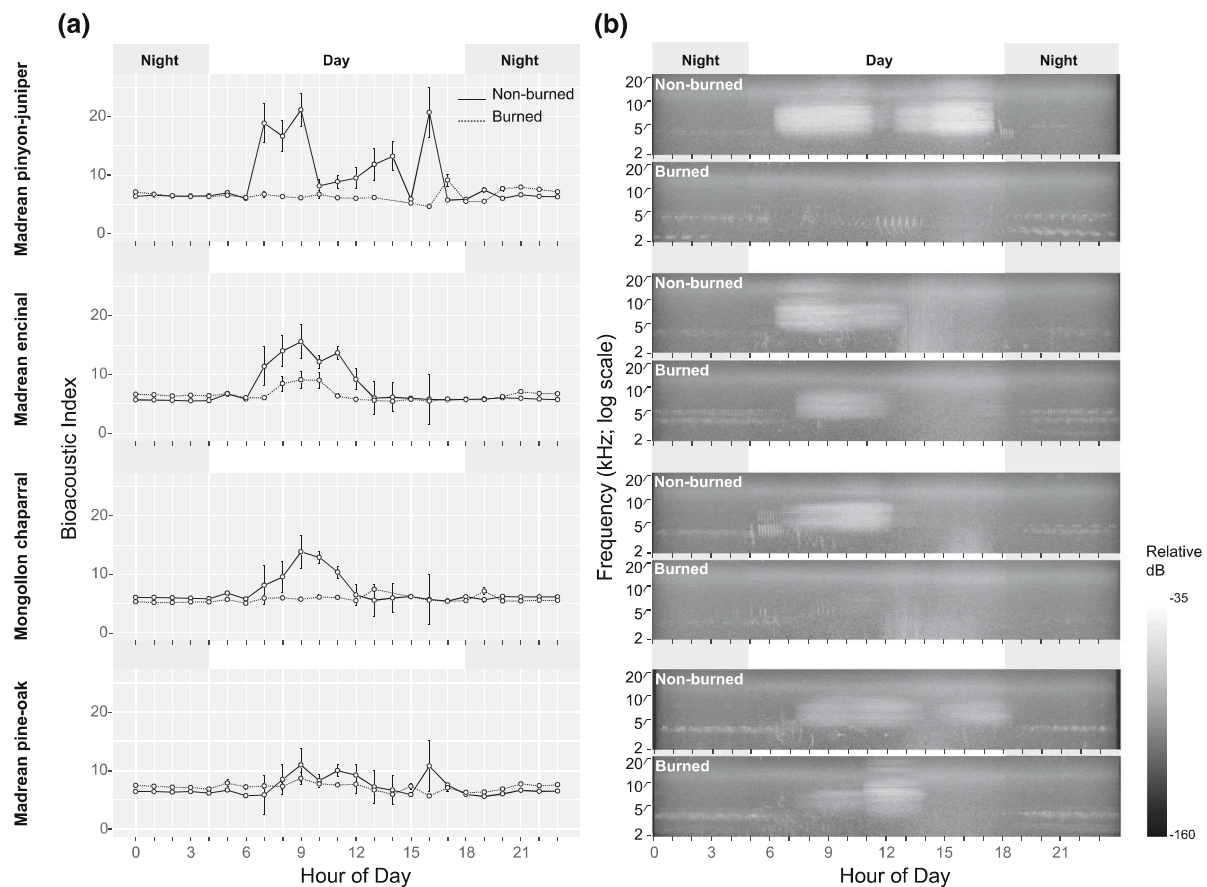 (a)
Night Day Night
Madrean pinyon-juniper
20
10
0
Non-burned
Burned
Madrean encinal
20
10
0
Mongollon chaparral
20
10
0
Madrean pine-oak
20
10
0
Bioacoustic Index
0 3 6 9 12 15 18 21
Hour of Day
(b)
Night Day Night
Non-burned
20
10
5
2
Burned
20
10
5
2
Non-burned
20
10
5
2
Burned
20
10
5
2
Non-burned
20
10
5
2
Burned
20
10
5
2
Non-burned
20
10
5
2
Burned
20
10
5
2
Frequency (kHz; log scale)
0 3 6 9 12 15 18 21
Hour of Day
Relative
dB
-35
-160